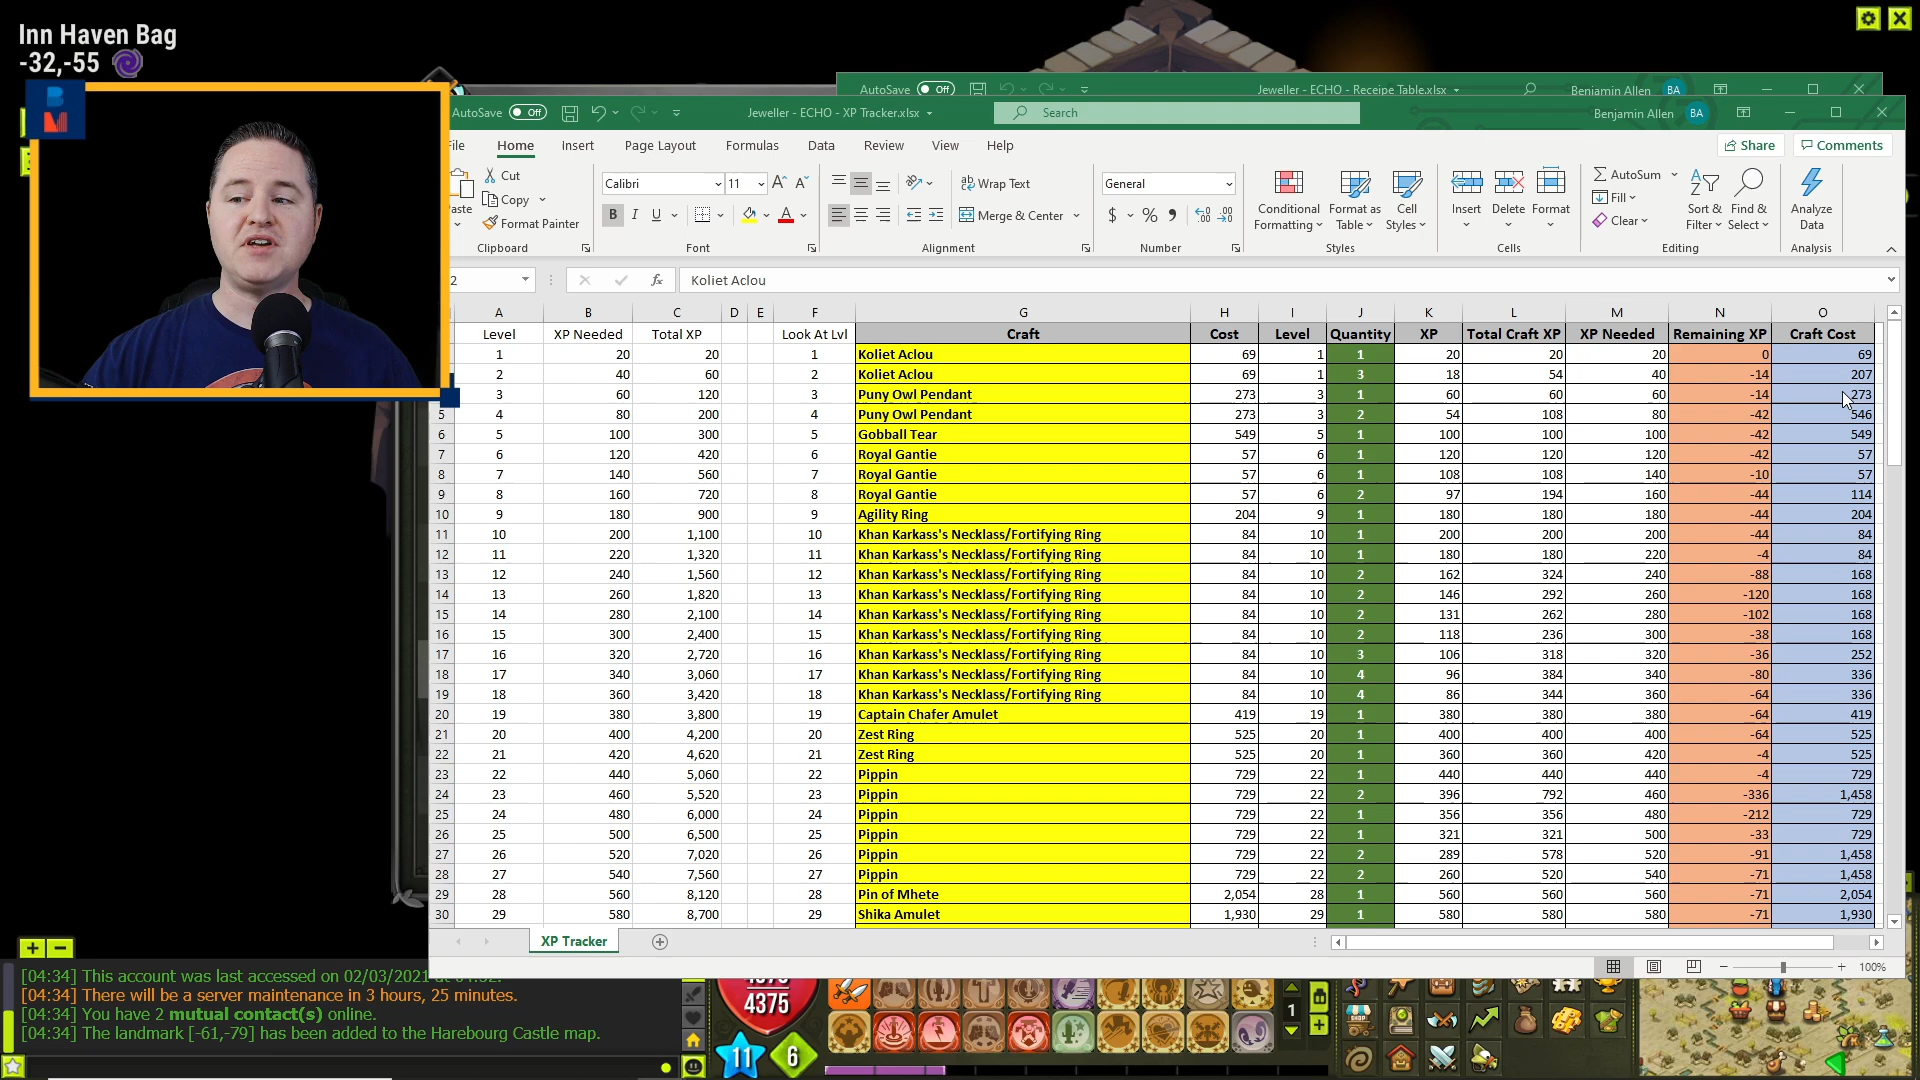 Inn Haven Bag
-32,-55
AutoSave Off Jeweller - ECHO - Receipe Table.xlsx Benjamin Allen BA
AutoSave Off Jeweller - ECHO - XP Tracker.xlsx Search Benjamin Allen BA
ile Home Insert Page Layout Formulas Data Review View Help Share Comments
aste Cut Copy Format Painter Clipboard
Calibri 11 B I U Font
Wrap Text Merge & Center Alignment
General $ % Number
Conditional Formatting Format as Table Cell Styles Styles
Insert Delete Format Cells
AutoSum Fill Clear Sort & Filter Find & Select Editing
Analyze Data Analysis
2 fx Koliet Aclou
A B C D E F G H I J K L M N O
Level XP Needed Total XP Look At Lvl Craft Cost Level Quantity XP Total Craft XP XP Needed Remaining XP Craft Cost
1 20 20 1 Koliet Aclou 69 1 1 20 20 20 0 69
2 40 60 2 Koliet Aclou 69 1 3 18 54 40 -14 207
3 60 120 3 Puny Owl Pendant 273 3 1 60 60 60 -14 273
5 4 80 200 4 Puny Owl Pendant 273 3 2 54 108 80 -42 546
6 5 100 300 5 Gobball Tear 549 5 1 100 100 100 -42 549
7 6 120 420 6 Royal Gantie 57 6 1 120 120 120 -42 57
8 7 140 560 7 Royal Gantie 57 6 1 108 108 140 -10 57
9 8 160 720 8 Royal Gantie 57 6 2 97 194 160 -44 114
10 9 180 900 9 Agility Ring 204 9 1 180 180 180 -44 204
11 10 200 1,100 10 Khan Karkass's Necklass/Fortifying Ring 84 10 1 200 200 200 -44 84
12 11 220 1,320 11 Khan Karkass's Necklass/Fortifying Ring 84 10 1 180 180 220 -4 84
13 12 240 1,560 12 Khan Karkass's Necklass/Fortifying Ring 84 10 2 162 324 240 -88 168
14 13 260 1,820 13 Khan Karkass's Necklass/Fortifying Ring 84 10 2 146 292 260 -120 168
15 14 280 2,100 14 Khan Karkass's Necklass/Fortifying Ring 84 10 2 131 262 280 -102 168
16 15 300 2,400 15 Khan Karkass's Necklass/Fortifying Ring 84 10 2 118 236 300 -38 168
17 16 320 2,720 16 Khan Karkass's Necklass/Fortifying Ring 84 10 3 106 318 320 -36 252
18 17 340 3,060 17 Khan Karkass's Necklass/Fortifying Ring 84 10 4 96 384 340 -80 336
19 18 360 3,420 18 Khan Karkass's Necklass/Fortifying Ring 84 10 4 86 344 360 -64 336
20 19 380 3,800 19 Captain Chafer Amulet 419 19 1 380 380 380 -64 419
21 20 400 4,200 20 Zest Ring 525 20 1 400 400 400 -64 525
22 21 420 4,620 21 Zest Ring 525 20 1 360 360 420 -4 525
23 22 440 5,060 22 Pippin 729 22 1 440 440 440 -4 729
24 23 460 5,520 23 Pippin 729 22 2 396 792 460 -336 1,458
25 24 480 6,000 24 Pippin 729 22 1 356 356 480 -212 729
26 25 500 6,500 25 Pippin 729 22 1 321 321 500 -33 729
27 26 520 7,020 26 Pippin 729 22 2 289 578 520 -91 1,458
28 27 540 7,560 27 Pippin 729 22 2 260 520 540 -71 1,458
29 28 560 8,120 28 Pin of Mhete 2,054 28 1 560 560 560 -71 2,054
30 29 580 8,700 29 Shika Amulet 1,930 29 1 580 580 580 -71 1,930
XP Tracker
100%
[04:34] This account was last accessed on 02/03/2021
[04:34] There will be a server maintenance in 3 hours, 25 minutes.
[04:34] You have 2 mutual contact(s) online.
[04:34] The landmark [-61,-79] has been added to the Harebourg Castle map.
4375
11 6
1
SHOP